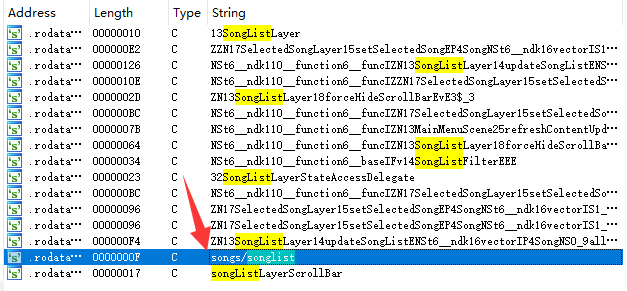 Address Length Type String
.rodata… 00000010 C 13SongListLayer
.rodata… 000000E2 C ZZN17SelectedSongLayer15setSelectedSongEP4SongNSt6__ndk16vectorIS1_…
.rodata… 00000126 C NSt6__ndk110__function6__funcIZN13SongListLayer14updateSongListENS…
.rodata… 0000010E C NSt6__ndk110__function6__funcIZZN17SelectedSongLayer15setSelectedS…
.rodata… 0000002D C ZN13SongListLayer18forceHideScrollBarEvE3$_3
.rodata… 000000BC C NSt6__ndk110__function6__funcIZN17SelectedSongLayer15setSelectedSo…
.rodata… 0000007B C NSt6__ndk110__function6__funcIZN13MainMenuScene25refreshContentUpd…
.rodata… 00000064 C NSt6__ndk110__function6__funcIZN13SongListLayer18forceHideScrollBa…
.rodata… 00000034 C NSt6__ndk110__function6__baseIFv14SongListFilterEEE
.rodata… 00000023 C 32SongListLayerStateAccessDelegate
.rodata… 000000BC C NSt6__ndk110__function6__funcIZN17SelectedSongLayer15setSelectedSo…
.rodata… 00000096 C ZN17SelectedSongLayer15setSelectedSongEP4SongNSt6__ndk16vectorIS1_…
.rodata… 00000096 C ZN17SelectedSongLayer15setSelectedSongEP4SongNSt6__ndk16vectorIS1_…
.rodata… 000000F4 C ZN13SongListLayer14updateSongListENSt6__ndk16vectorIP4SongNS0_9all…
.rodata… 0000000F C songs/songlist
.rodata… 00000017 C songListLayerScrollBar